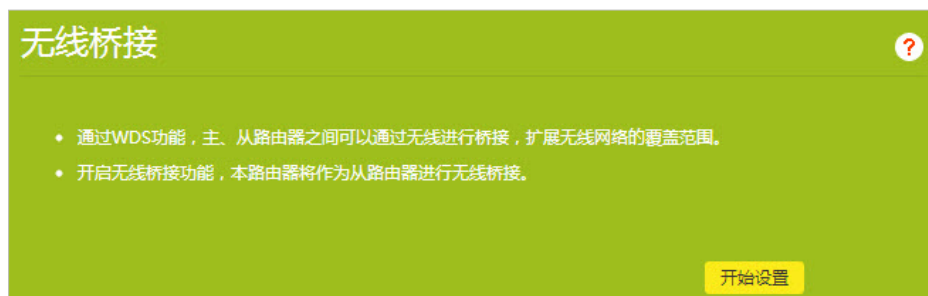 无线桥接
?
• 通过WDS功能，主、从路由器之间可以通过无线进行桥接，扩展无线网络的覆盖范围。
• 开启无线桥接功能，本路由器将作为从路由器进行无线桥接。
开始设置